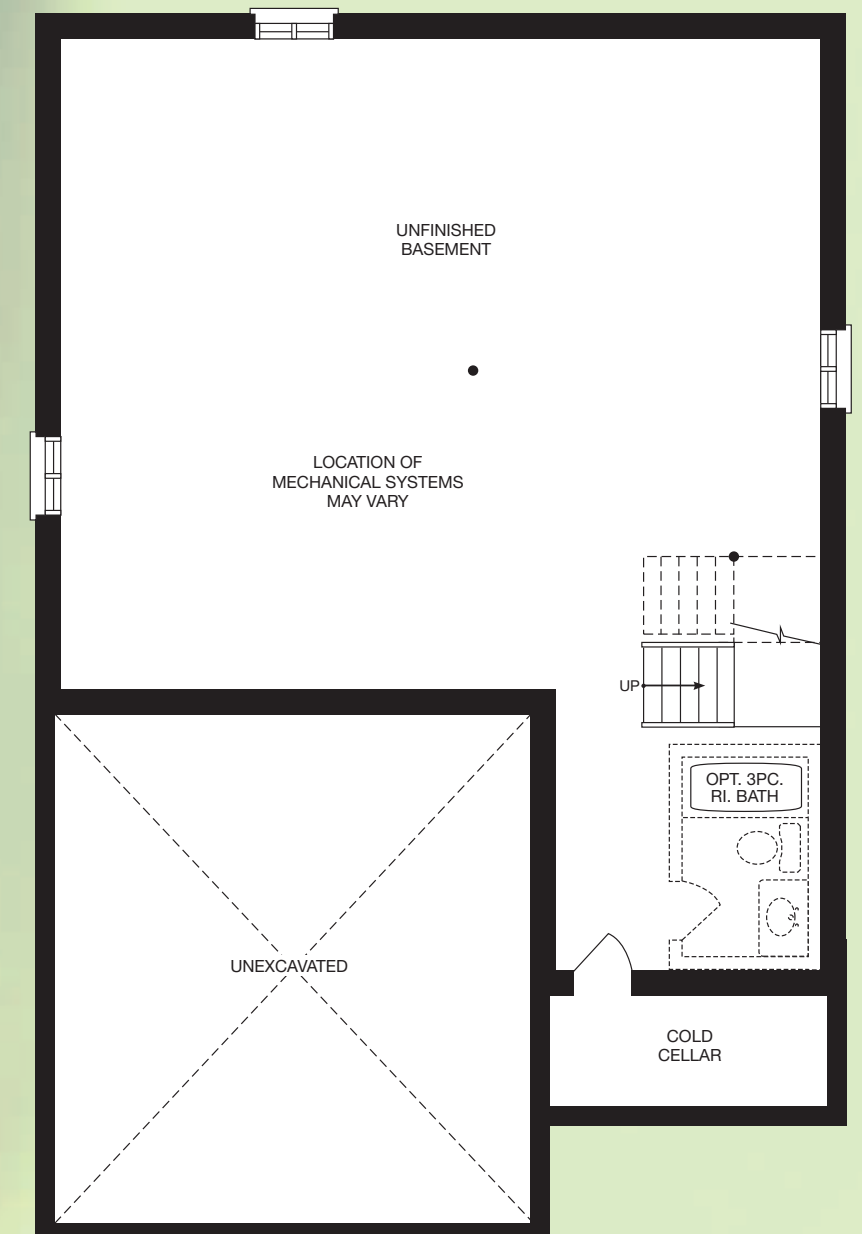 UNFINISHED
BASEMENT
LOCATION OF
MECHANICAL SYSTEMS
MAY VARY
UP
OPT. 3PC.
RI. BATH
UNEXCAVATED
COLD
CELLAR